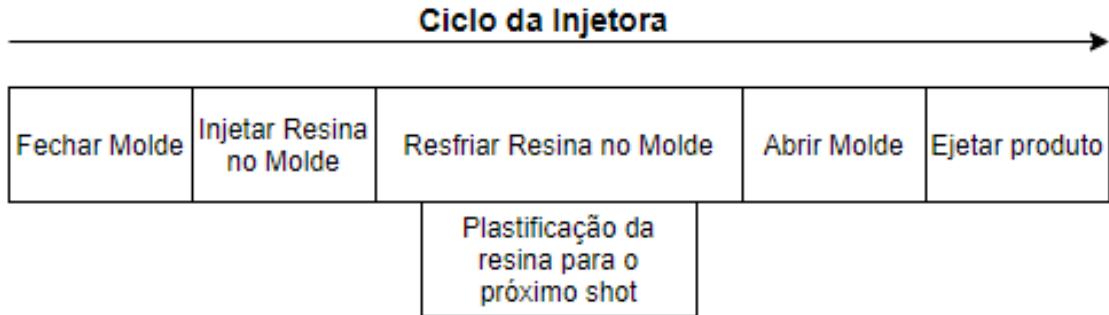 Ciclo da Injetora
Fechar Molde
Injetar Resina
no Molde
Resfriar Resina no Molde
Abrir Molde
Ejetar produto
Plastificação da
resina para o
próximo shot